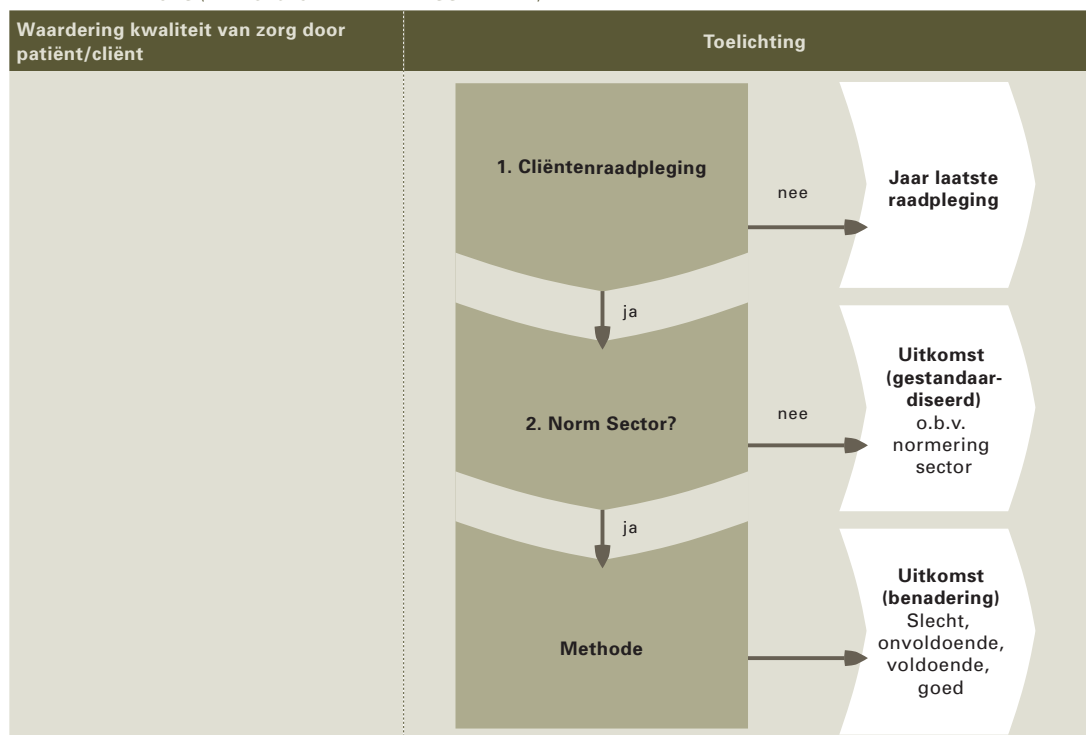 Waardering kwaliteit van zorg door
patiënt/cliënt
Toelichting
1. Cliëntenraadpleging
nee
Jaar laatste
raadpleging
ja
2. Norm Sector?
nee
Uitkomst
(gestandaar-
diseerd)
o.b.v.
normering
sector
ja
Methode
Uitkomst
(benadering)
Slecht,
onvoldoende,
voldoende,
goed